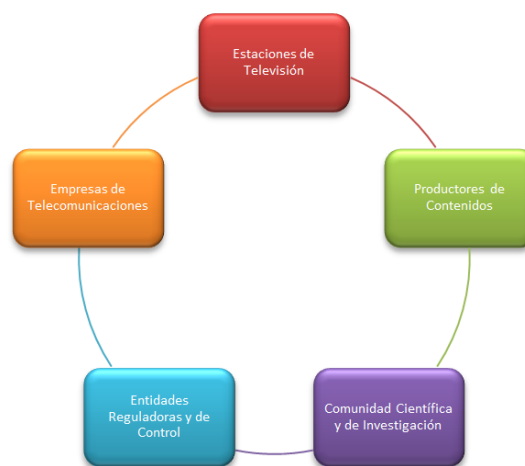 Estaciones de
Televisión
Empresas de
Telecomunicaciones
Productores de
Contenidos
Entidades
Reguladoras y de
Control
Comunidad Científica
y de Investigación